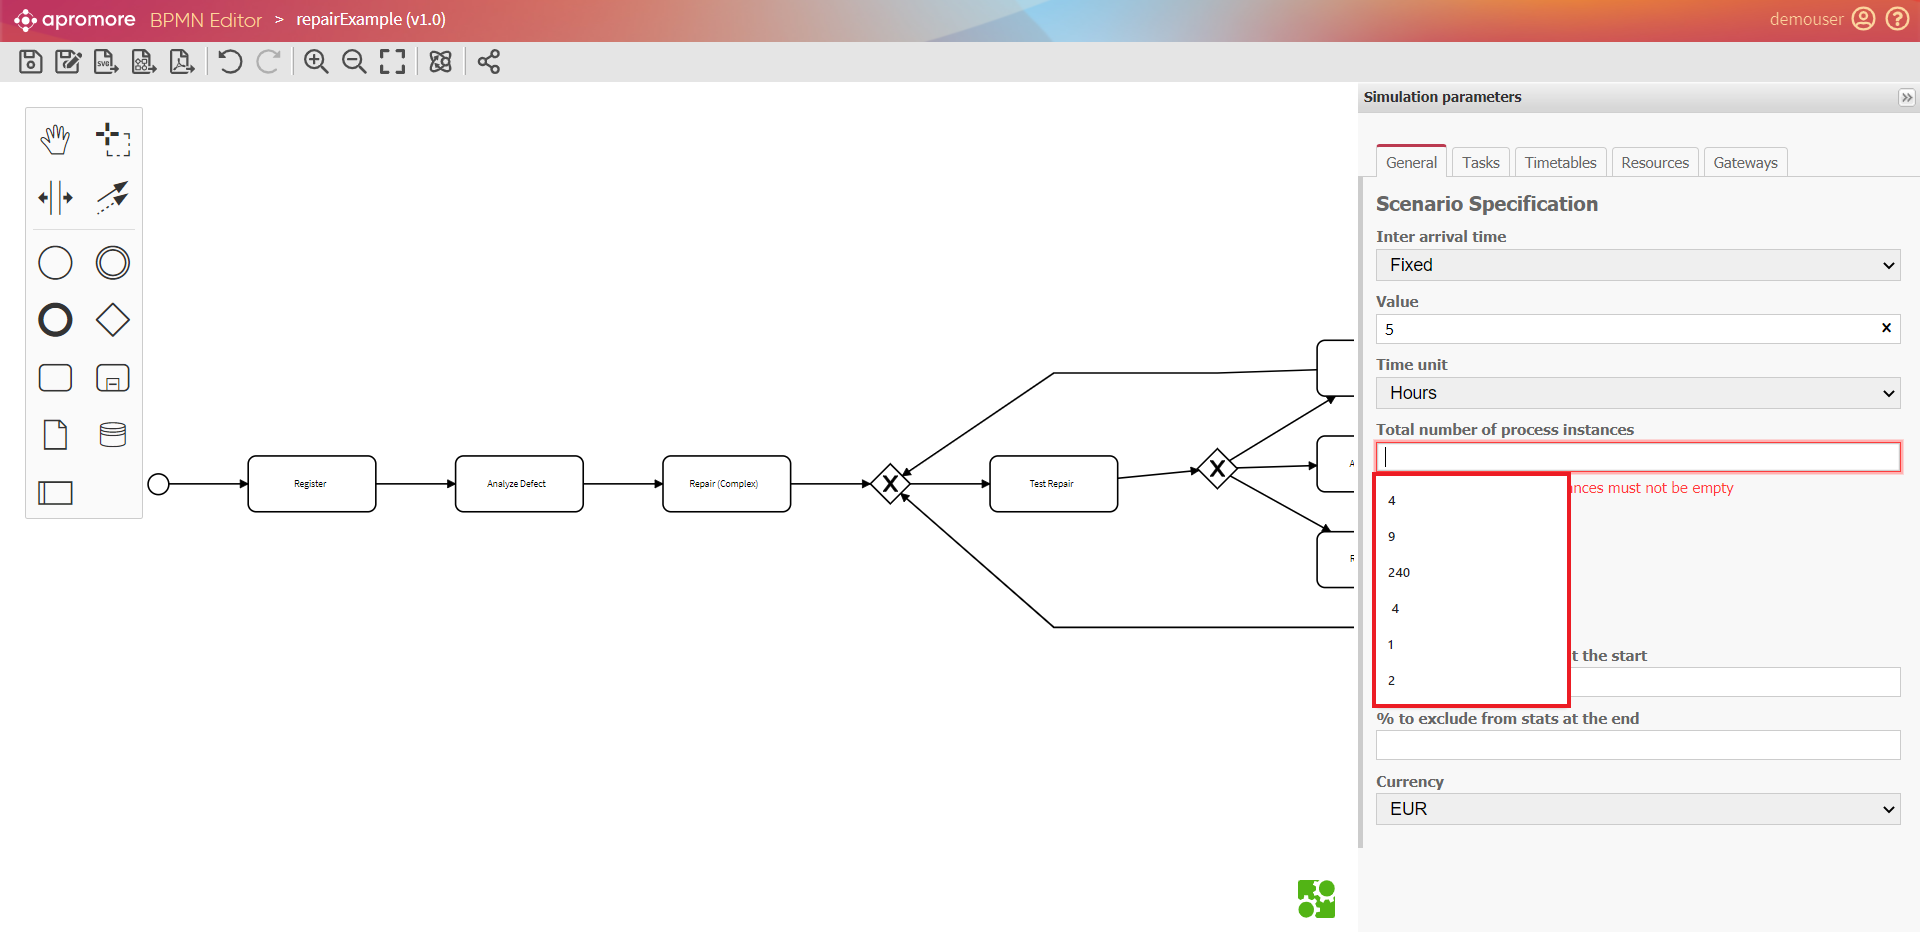 apromore BPMN Editor > repairExample (v1.0)
demouser
SVG
Simulation parameters
General Tasks Timetables Resources Gateways
Scenario Specification
Inter arrival time
Fixed
Value
5
Time unit
Hours
Total number of process instances
ances must not be empty
4
9
240
4
1
2
t the start
% to exclude from stats at the end
Currency
EUR
Register
Analyze Defect
Repair (Complex)
X
Test Repair
X
A
R